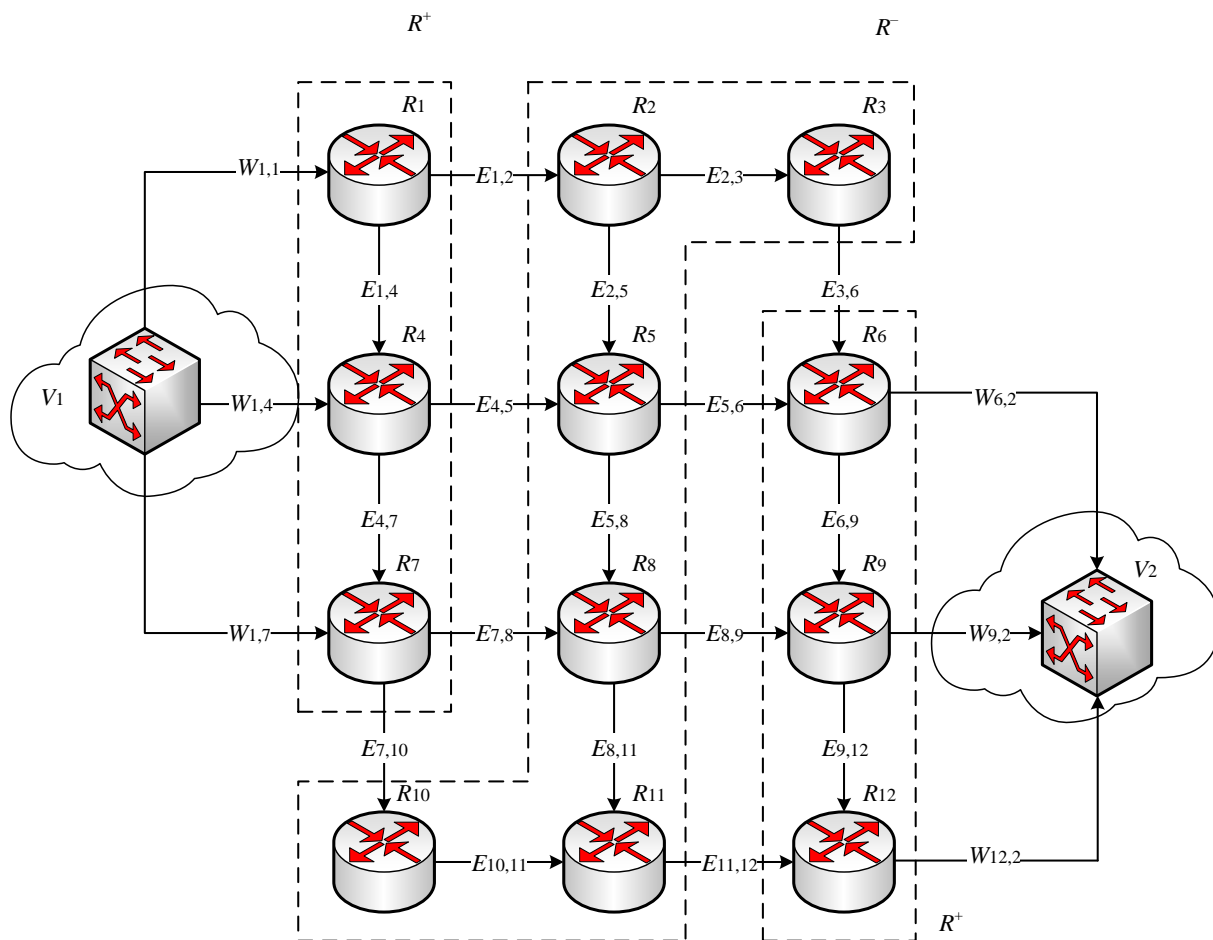 R+ R–
R1 R2 R3
W1,1 E1,2 E2,3
E1,4 E2,5 E3,6
R4 R5 R6
V1 W1,4 E4,5 E5,6 W6,2
E4,7 E5,8 E6,9
R7 R8 R9 V2
W1,7 E7,8 E8,9 W9,2
E7,10 E8,11 E9,12
R10 R11 R12
E10,11 E11,12 W12,2
R+